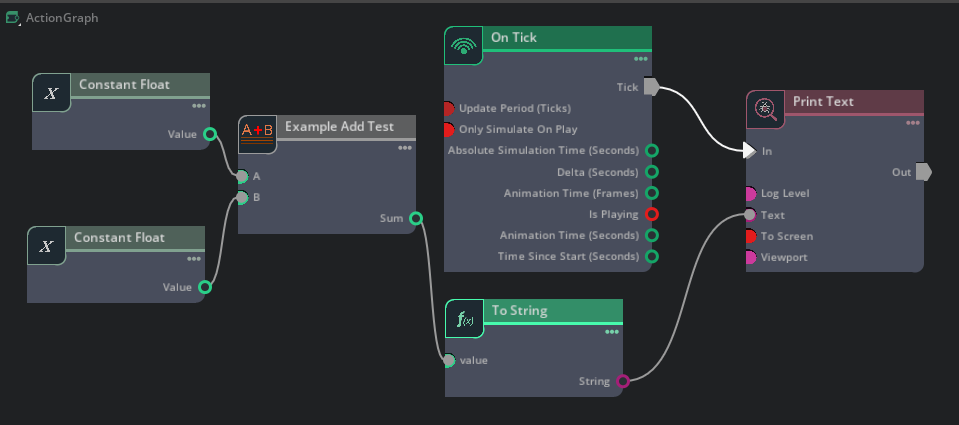 ActionGraph
Constant Float
X
Value
Constant Float
X
Value
Example Add Test
A+B
A
B
Sum
On Tick
Tick
Update Period (Ticks)
Only Simulate On Play
Absolute Simulation Time (Seconds)
Delta (Seconds)
Animation Time (Frames)
Is Playing
Animation Time (Seconds)
Time Since Start (Seconds)
To String
f(x)
value
String
Print Text
In
Out
Log Level
Text
To Screen
Viewport